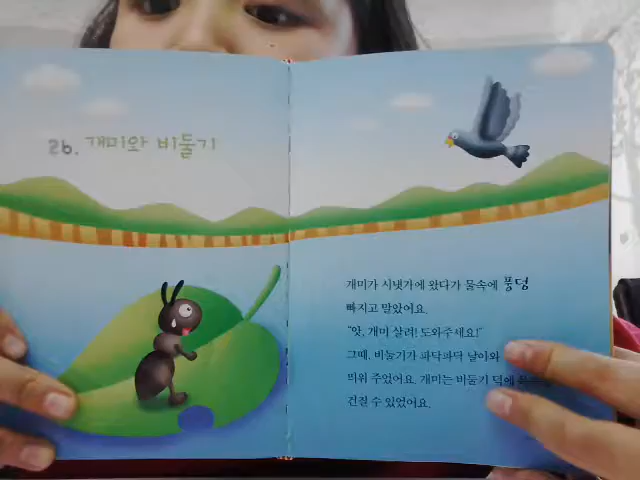 26. 개미와 비둘기
개미가 시냇가에 왔다가 물속에 풍덩
빠지고 말았어요.
"앗, 개미 살려! 도와주세요!"
그때, 비둘기가 파닥파닥 날아와
띄워 주었어요. 개미는 비둘기 덕에
건질 수 있었어요.